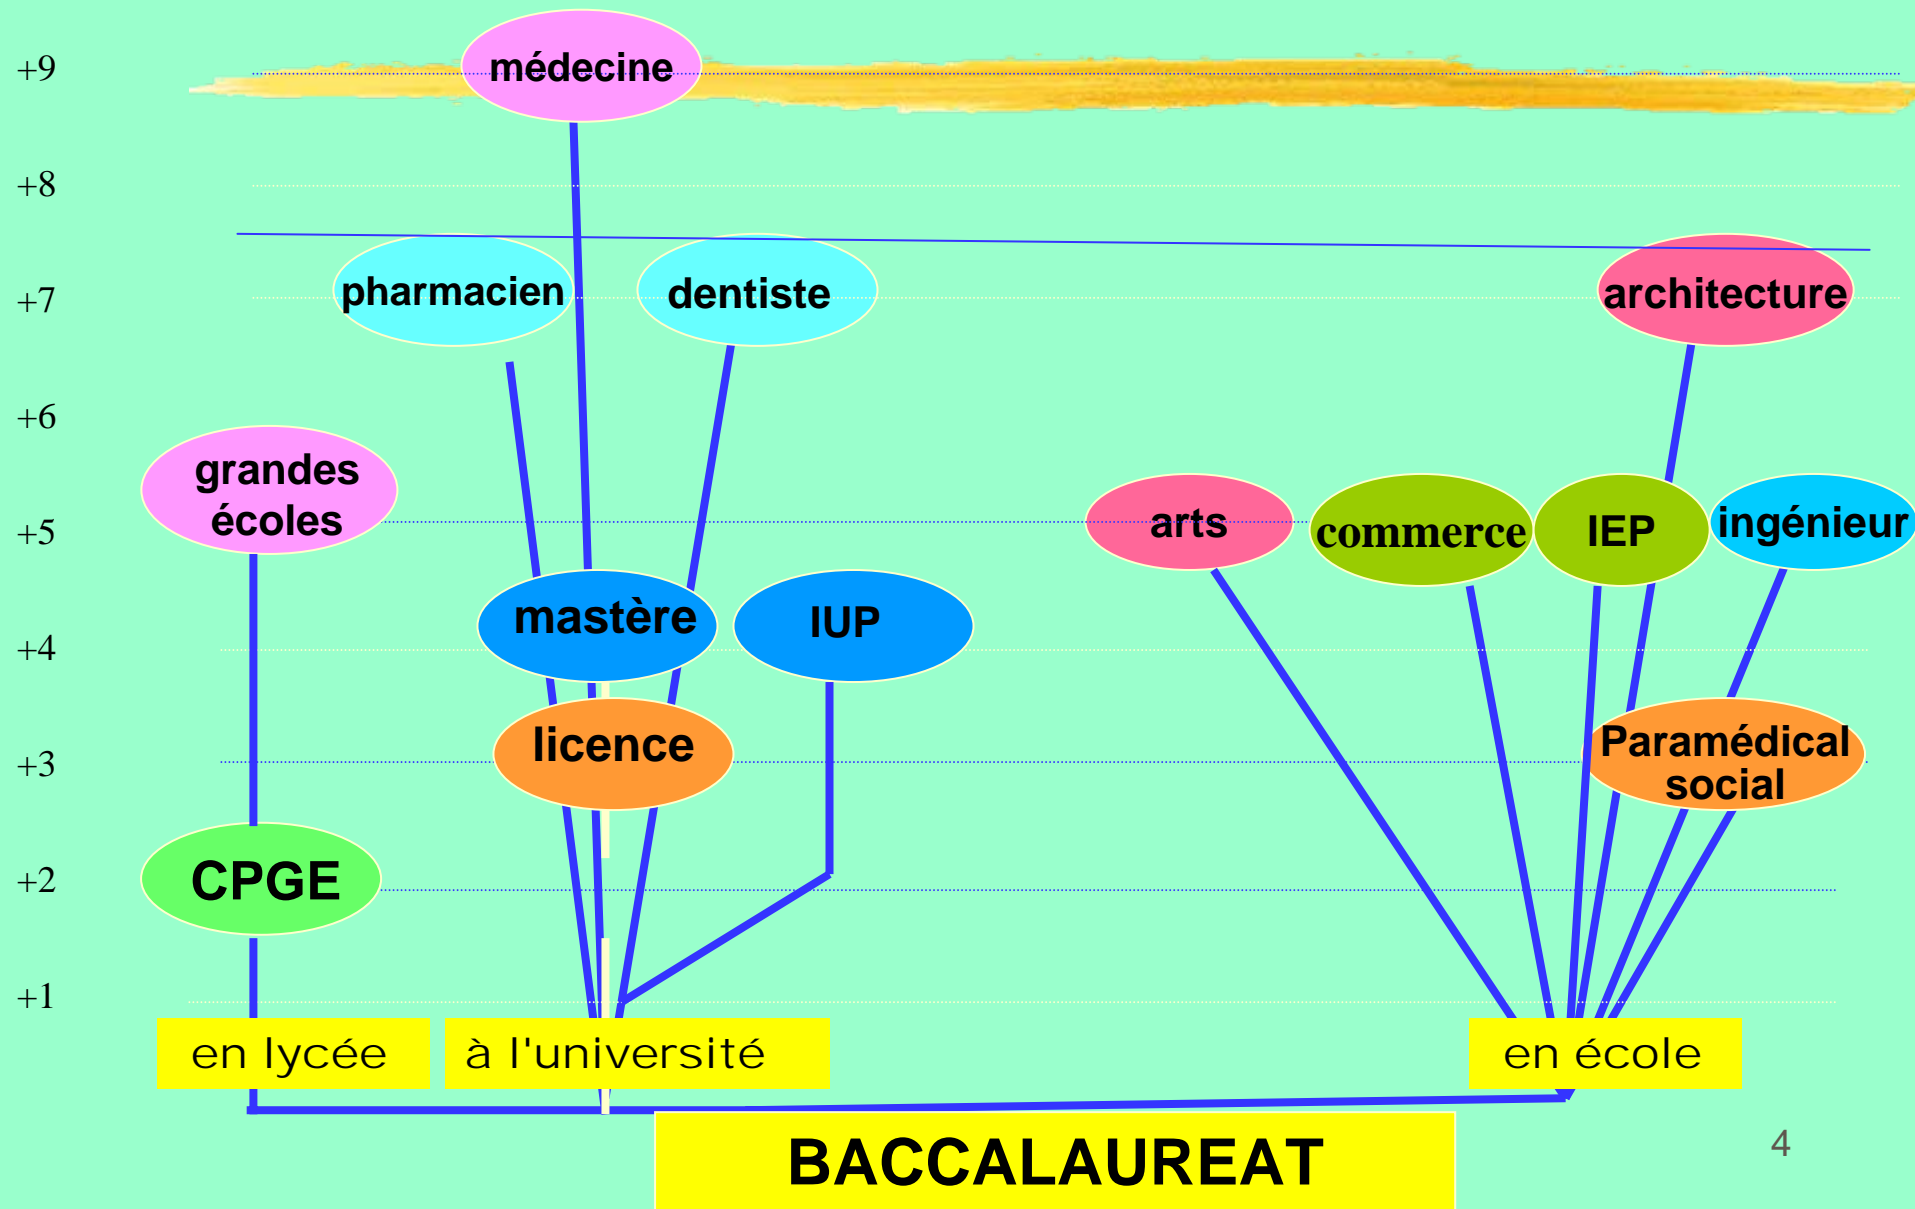 +9
médecine
+8
+7
pharmacien
dentiste
architecture
+6
grandes
écoles
+5
arts
commerce
IEP
ingénieur
mastère
IUP
+4
licence
+3
Paramédical
social
CPGE
+2
+1
en lycée
à l'université
en école
BACCALAUREAT
4